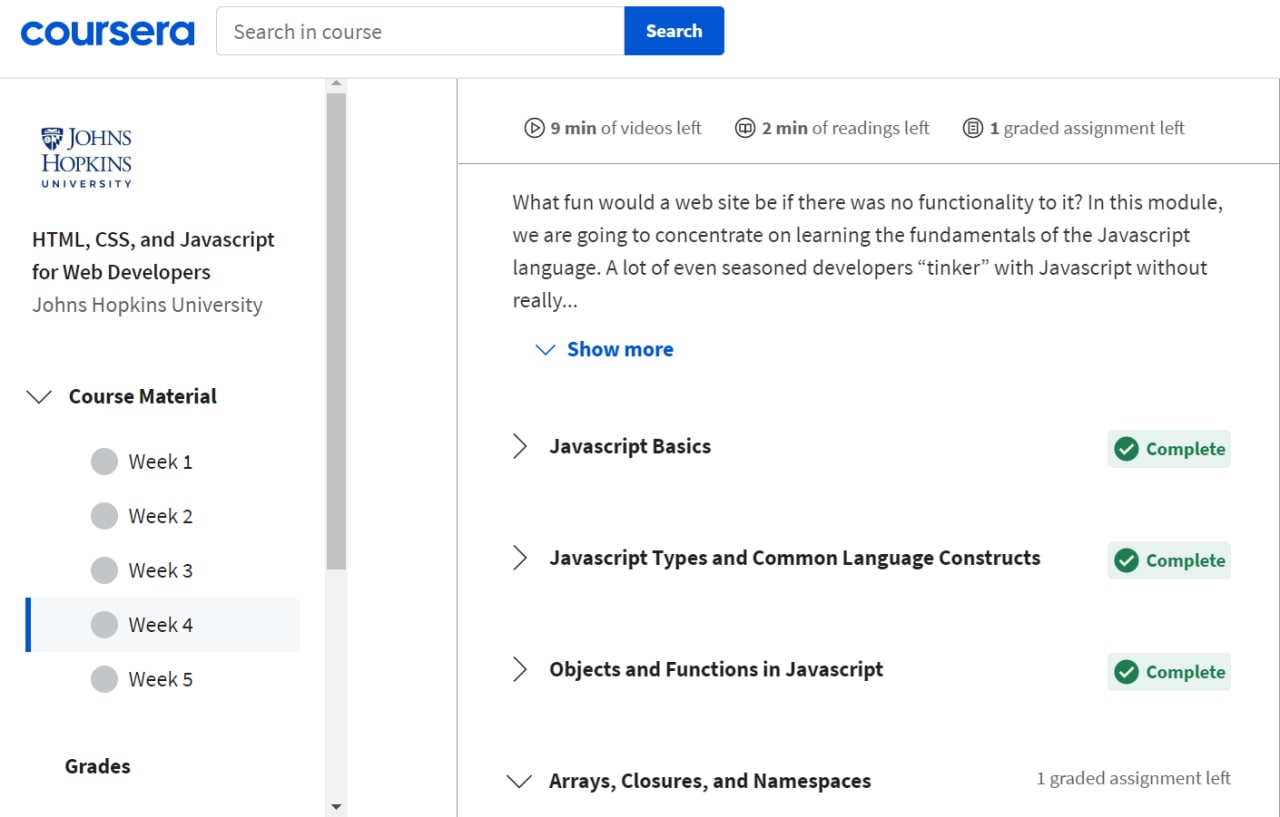 coursera
Search in course
Search
JOHNS
HOPKINS
UNIVERSITY
HTML, CSS, and Javascript
for Web Developers
Johns Hopkins University
Course Material
Week 1
Week 2
Week 3
Week 4
Week 5
Grades
9 min of videos left
2 min of readings left
1 graded assignment left
What fun would a web site be if there was no functionality to it? In this module,
we are going to concentrate on learning the fundamentals of the Javascript
language. A lot of even seasoned developers “tinker” with Javascript without
really...
Show more
Javascript Basics
Complete
Javascript Types and Common Language Constructs
Complete
Objects and Functions in Javascript
Complete
Arrays, Closures, and Namespaces
1 graded assignment left